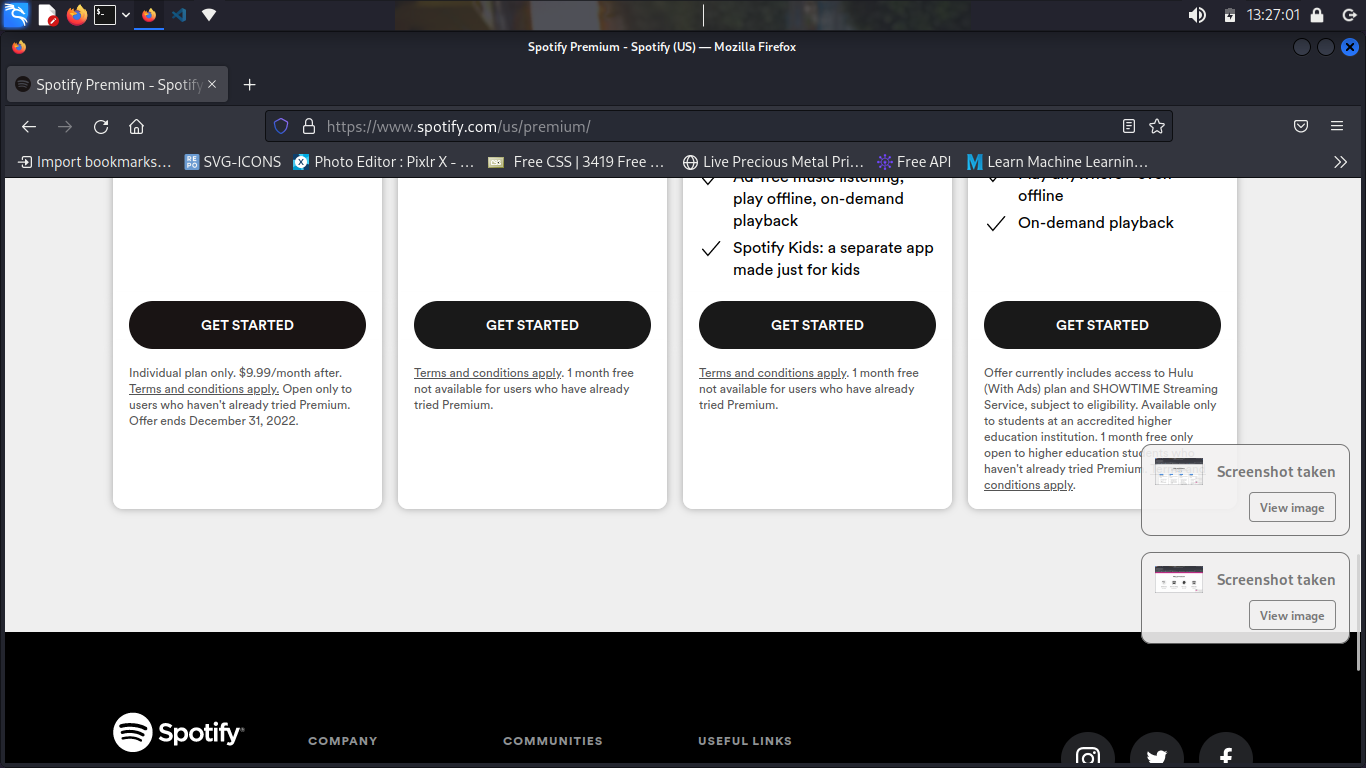 13:27:01
Spotify Premium - Spotify (US) — Mozilla Firefox
Spotify Premium - Spotify
https://www.spotify.com/us/premium/
Import bookmarks…
SVG-ICONS
Photo Editor : Pixlr X - …
Free CSS | 3419 Free …
Live Precious Metal Pri…
Free API
Learn Machine Learnin…
Ad-free music listening,
play offline, on-demand
playback
Spotify Kids: a separate app
made just for kids
Play anywhere - even
offline
On-demand playback
GET STARTED
GET STARTED
GET STARTED
GET STARTED
Individual plan only. $9.99/month after.
Terms and conditions apply. Open only to
users who haven't already tried Premium.
Offer ends December 31, 2022.
Terms and conditions apply. 1 month free
not available for users who have already
tried Premium.
Terms and conditions apply. 1 month free
not available for users who have already
tried Premium.
Offer currently includes access to Hulu
(With Ads) plan and SHOWTIME Streaming
Service, subject to eligibility. Available only
to students at an accredited higher
education institution. 1 month free only
open to higher education students who
haven't already tried Premium.
conditions apply.
Screenshot taken
View image
Screenshot taken
View image
Spotify
COMPANY
COMMUNITIES
USEFUL LINKS